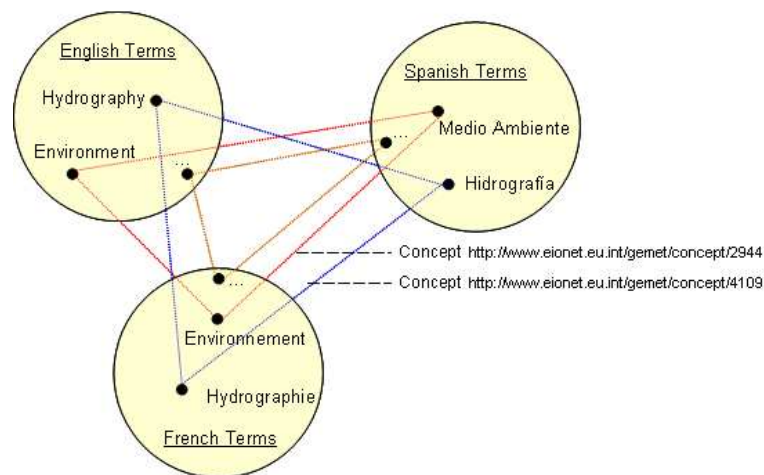 English Terms
Hydrography
Environment
...
Spanish Terms
...
Medio Ambiente
Hidrografía
Concept http://www.eionet.eu.int/gemet/concept/2944
Concept http://www.eionet.eu.int/gemet/concept/4109
...
Environnement
Hydrographie
French Terms